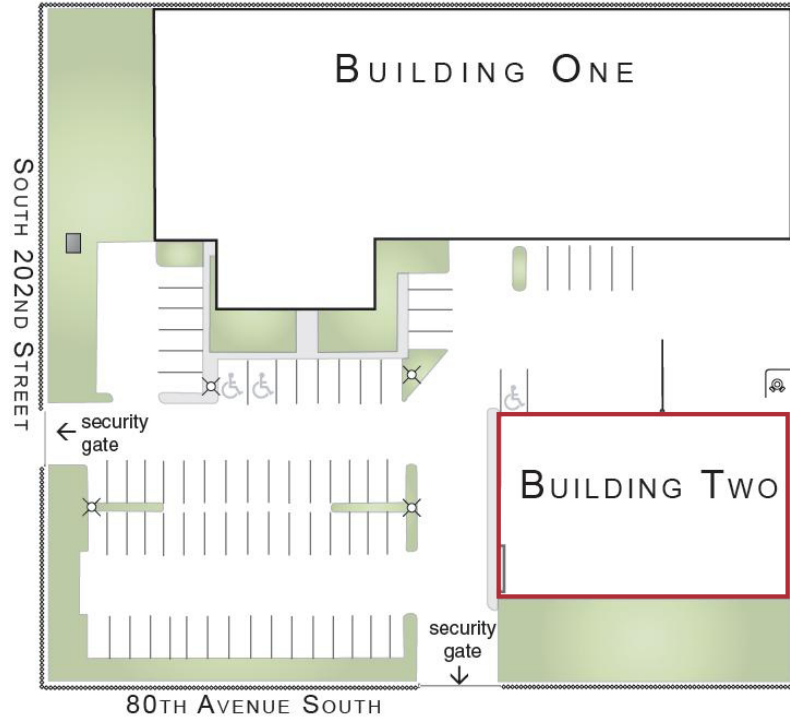 BUILDING ONE
SOUTH 202ND STREET
security
gate
BUILDING TWO
security
gate
80TH AVENUE SOUTH